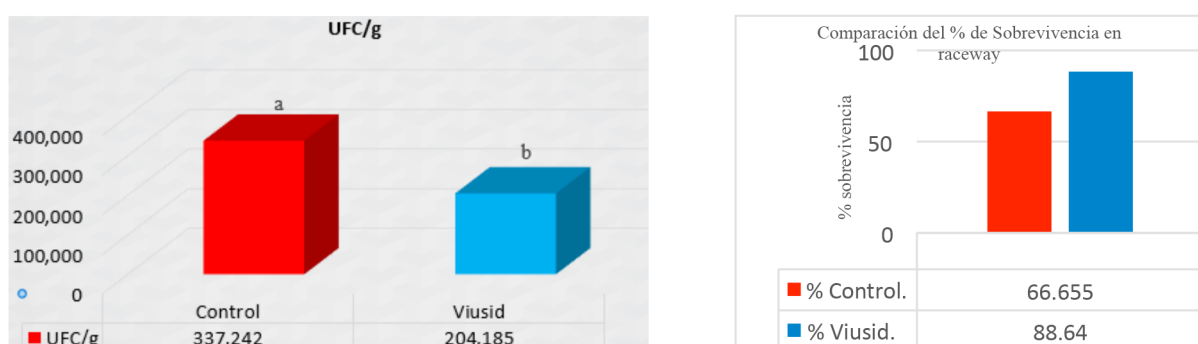 UFC/g
a
b
400,000
300,000
200,000
100,000
0
Control Viusid
UFC/g 337.242 204.185
Comparación del % de Sobrevivencia en
raceway
% sobrevivencia
100
50
0
% Control. 66.655
% Viusid. 88.64